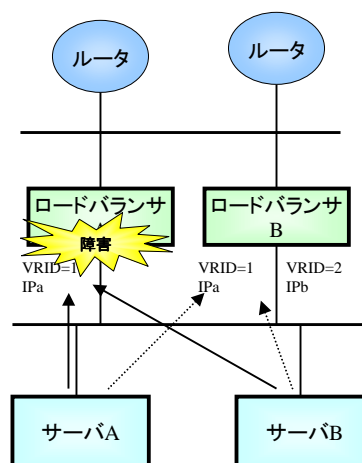 ルータ
ルータ
ロードバランサ
障害
ロードバランサ
B
VRID=1
IPa
VRID=1
IPa
VRID=2
IPb
サーバA
サーバB